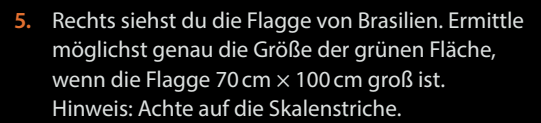 5. Rechts siehst du die Flagge von Brasilien. Ermittle
möglichst genau die Größe der grünen Fläche,
wenn die Flagge 70 cm × 100 cm groß ist.
Hinweis: Achte auf die Skalenstriche.